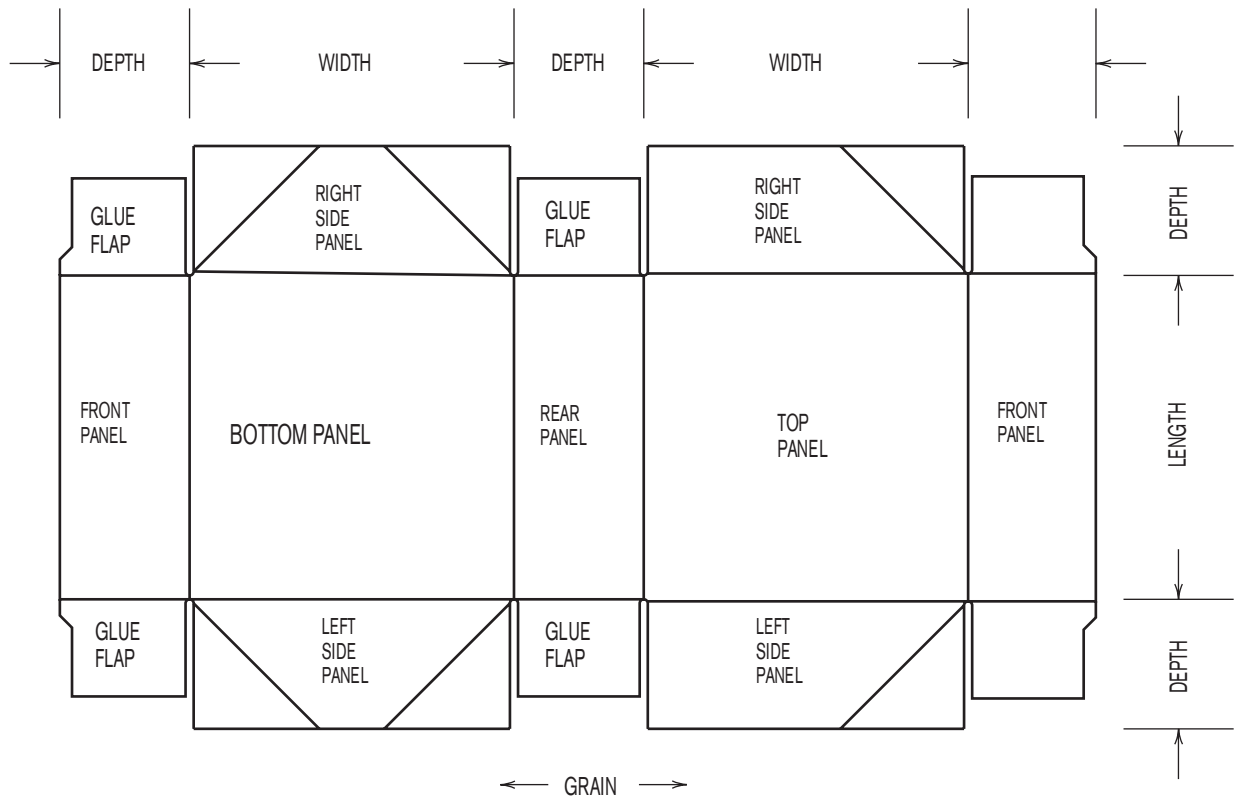 DEPTH
WIDTH
DEPTH
WIDTH
DEPTH
RIGHT
SIDE
PANEL
GLUE
FLAP
GLUE
FLAP
RIGHT
SIDE
PANEL
FRONT
PANEL
BOTTOM PANEL
REAR
PANEL
TOP
PANEL
FRONT
PANEL
LENGTH
GLUE
FLAP
LEFT
SIDE
PANEL
GLUE
FLAP
LEFT
SIDE
PANEL
DEPTH
GRAIN